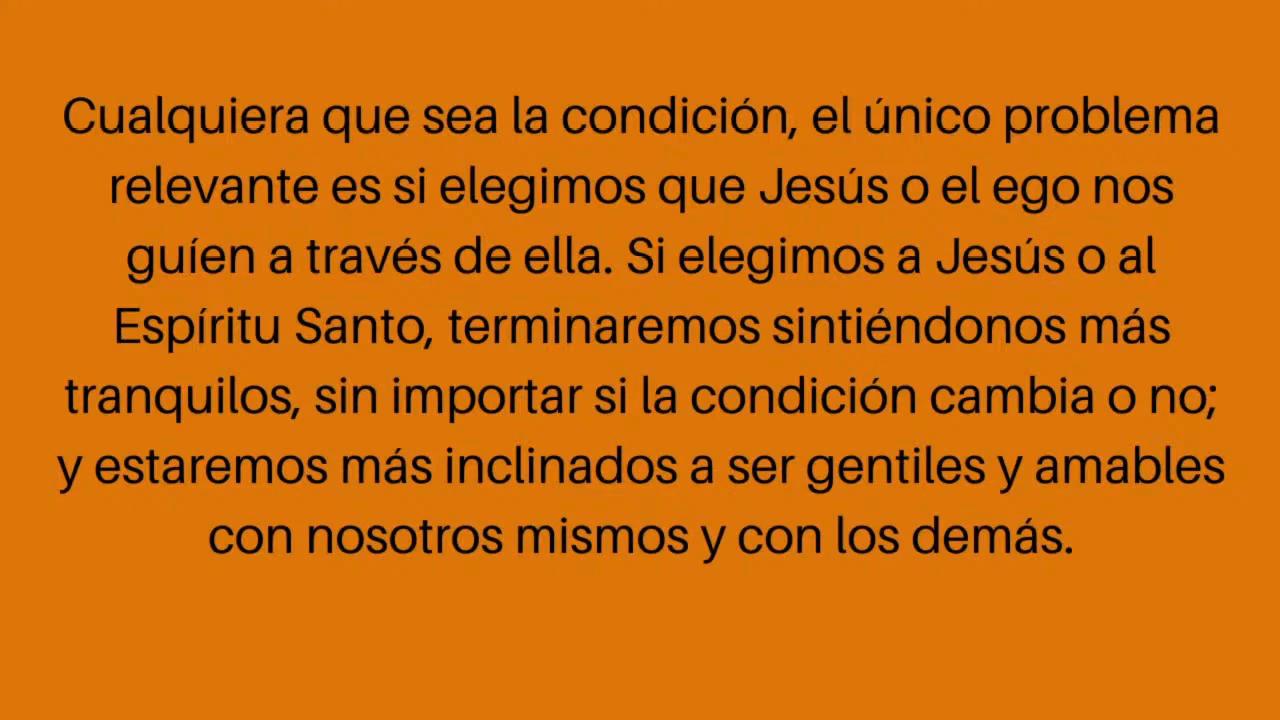 Cualquiera que sea la condición, el único problema
relevante es si elegimos que Jesús o el ego nos
guíen a través de ella. Si elegimos a Jesús o al
Espíritu Santo, terminaremos sintiéndonos más
tranquilos, sin importar si la condición cambia o no;
y estaremos más inclinados a ser gentiles y amables
con nosotros mismos y con los demás.